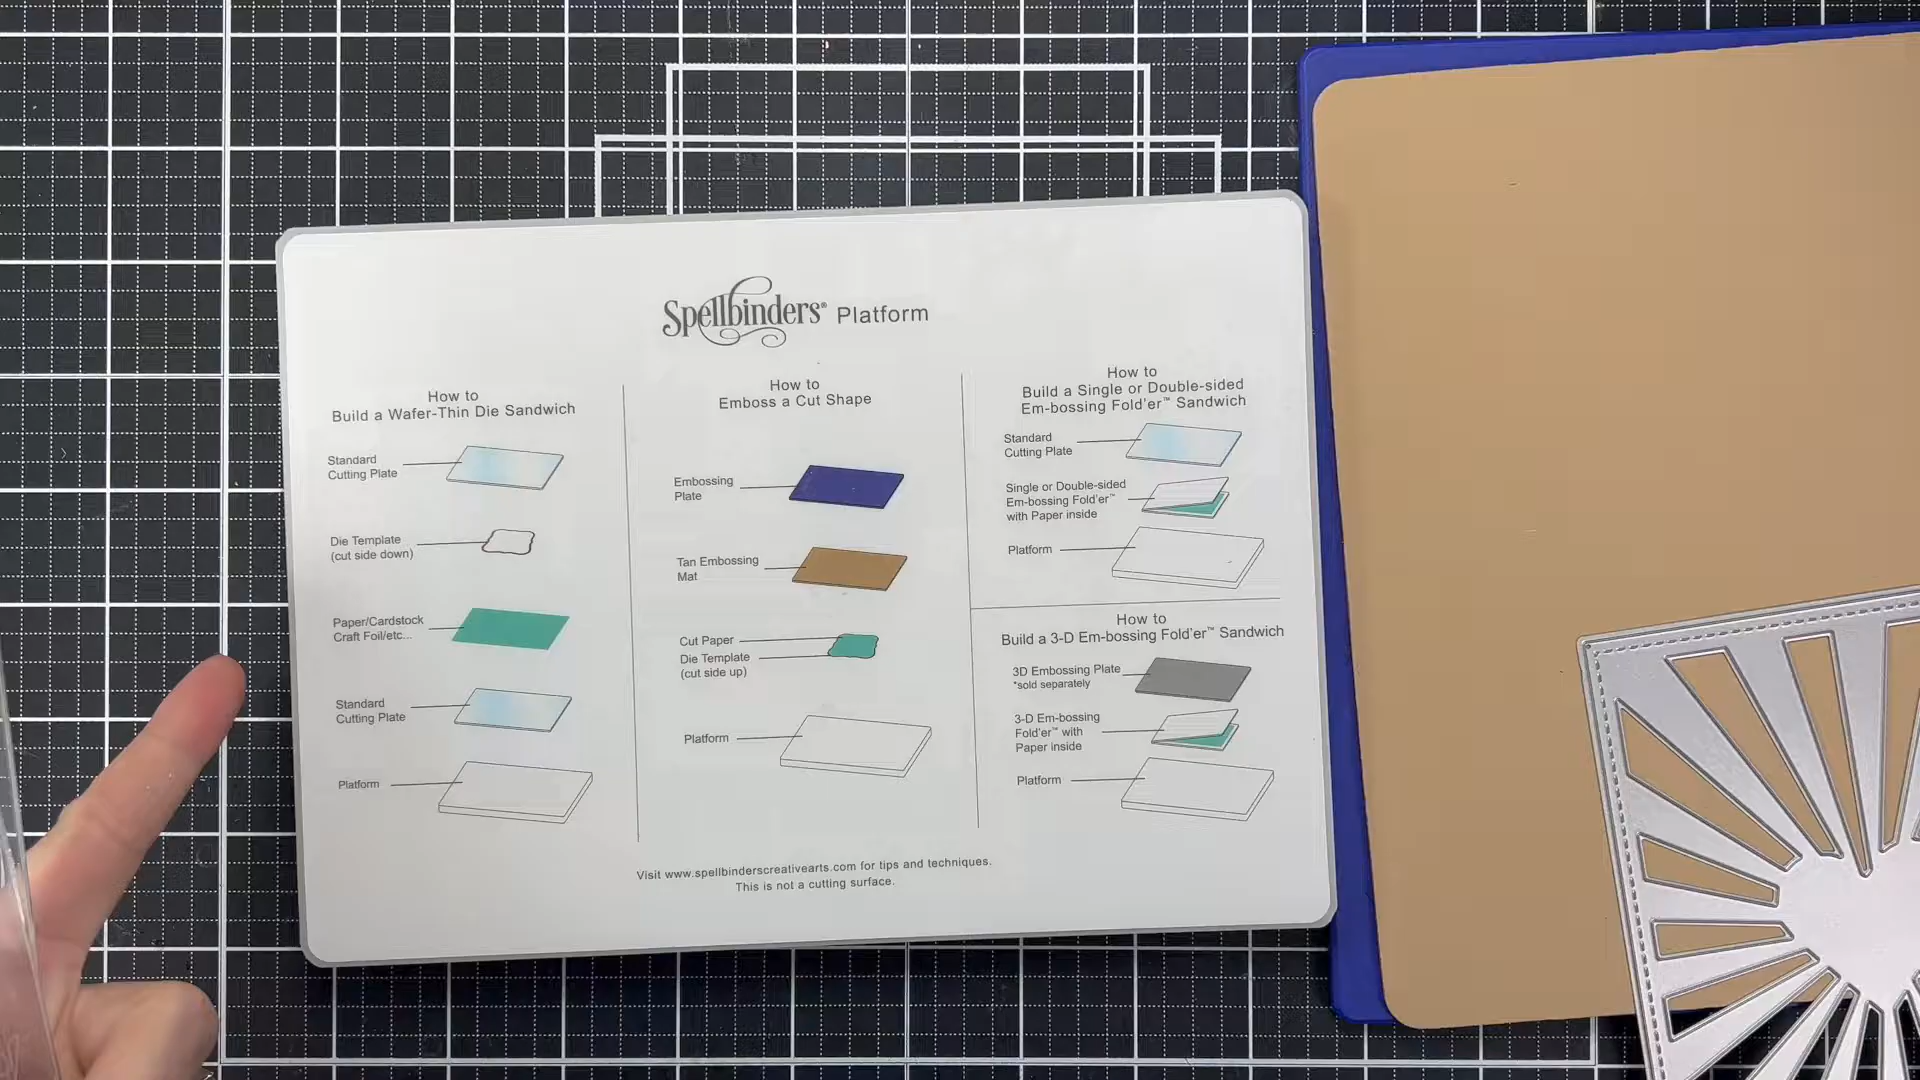 Spellbinders® Platform
How to
Build a Wafer-Thin Die Sandwich
Standard
Cutting Plate
Die Template
(cut side down)
Paper/Cardstock
Craft Foil/etc...
Standard
Cutting Plate
Platform
How to
Emboss a Cut Shape
Embossing
Plate
Tan Embossing
Mat
Cut Paper
Die Template
(cut side up)
Platform
How to
Build a Single or Double-sided
Em-bossing Fold'er™ Sandwich
Standard
Cutting Plate
Single or Double-sided
Em-bossing Fold'er™
with Paper inside
Platform
How to
Build a 3-D Em-bossing Fold'er™ Sandwich
3D Embossing Plate
*sold separately
3-D Em-bossing
Fold'er™ with
Paper inside
Platform
Visit www.spellbinderscreativearts.com for tips and techniques.
This is not a cutting surface.